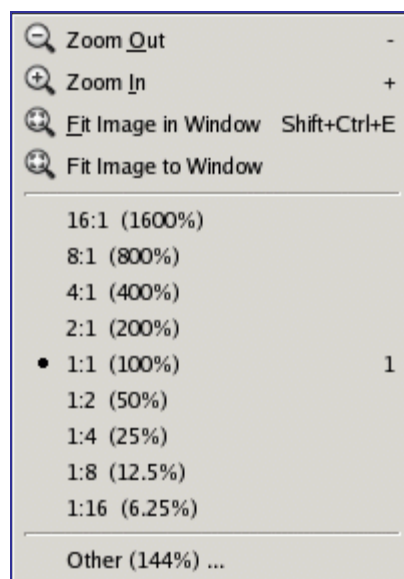 Zoom Out -
Zoom In +
Fit Image in Window Shift+Ctrl+E
Fit Image to Window
16:1 (1600%)
8:1 (800%)
4:1 (400%)
2:1 (200%)
1:1 (100%) 1
1:2 (50%)
1:4 (25%)
1:8 (12.5%)
1:16 (6.25%)
Other (144%) ...